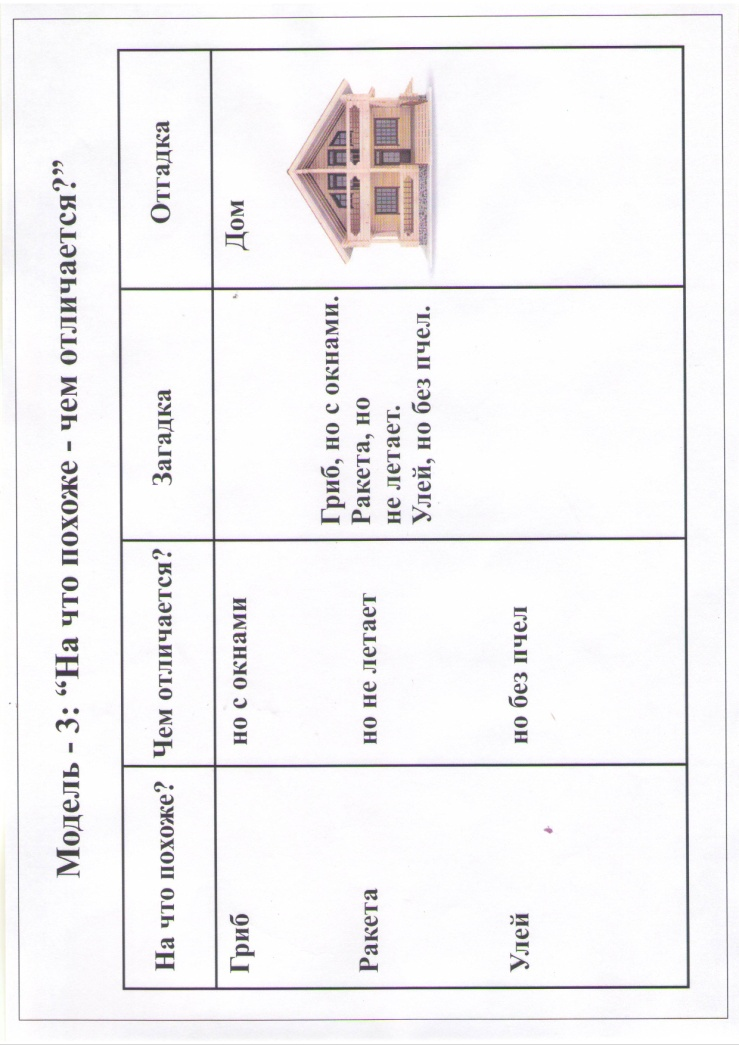 Модель - 3: “На что похоже - чем отличается?”
На что похоже?
Чем отличается?
Загадка
Отгадка
Гриб
но с окнами
Ракета
но не летает
Улей
но без пчел
Гриб, но с окнами.
Ракета, но
не летает.
Улей, но без пчел.
Дом